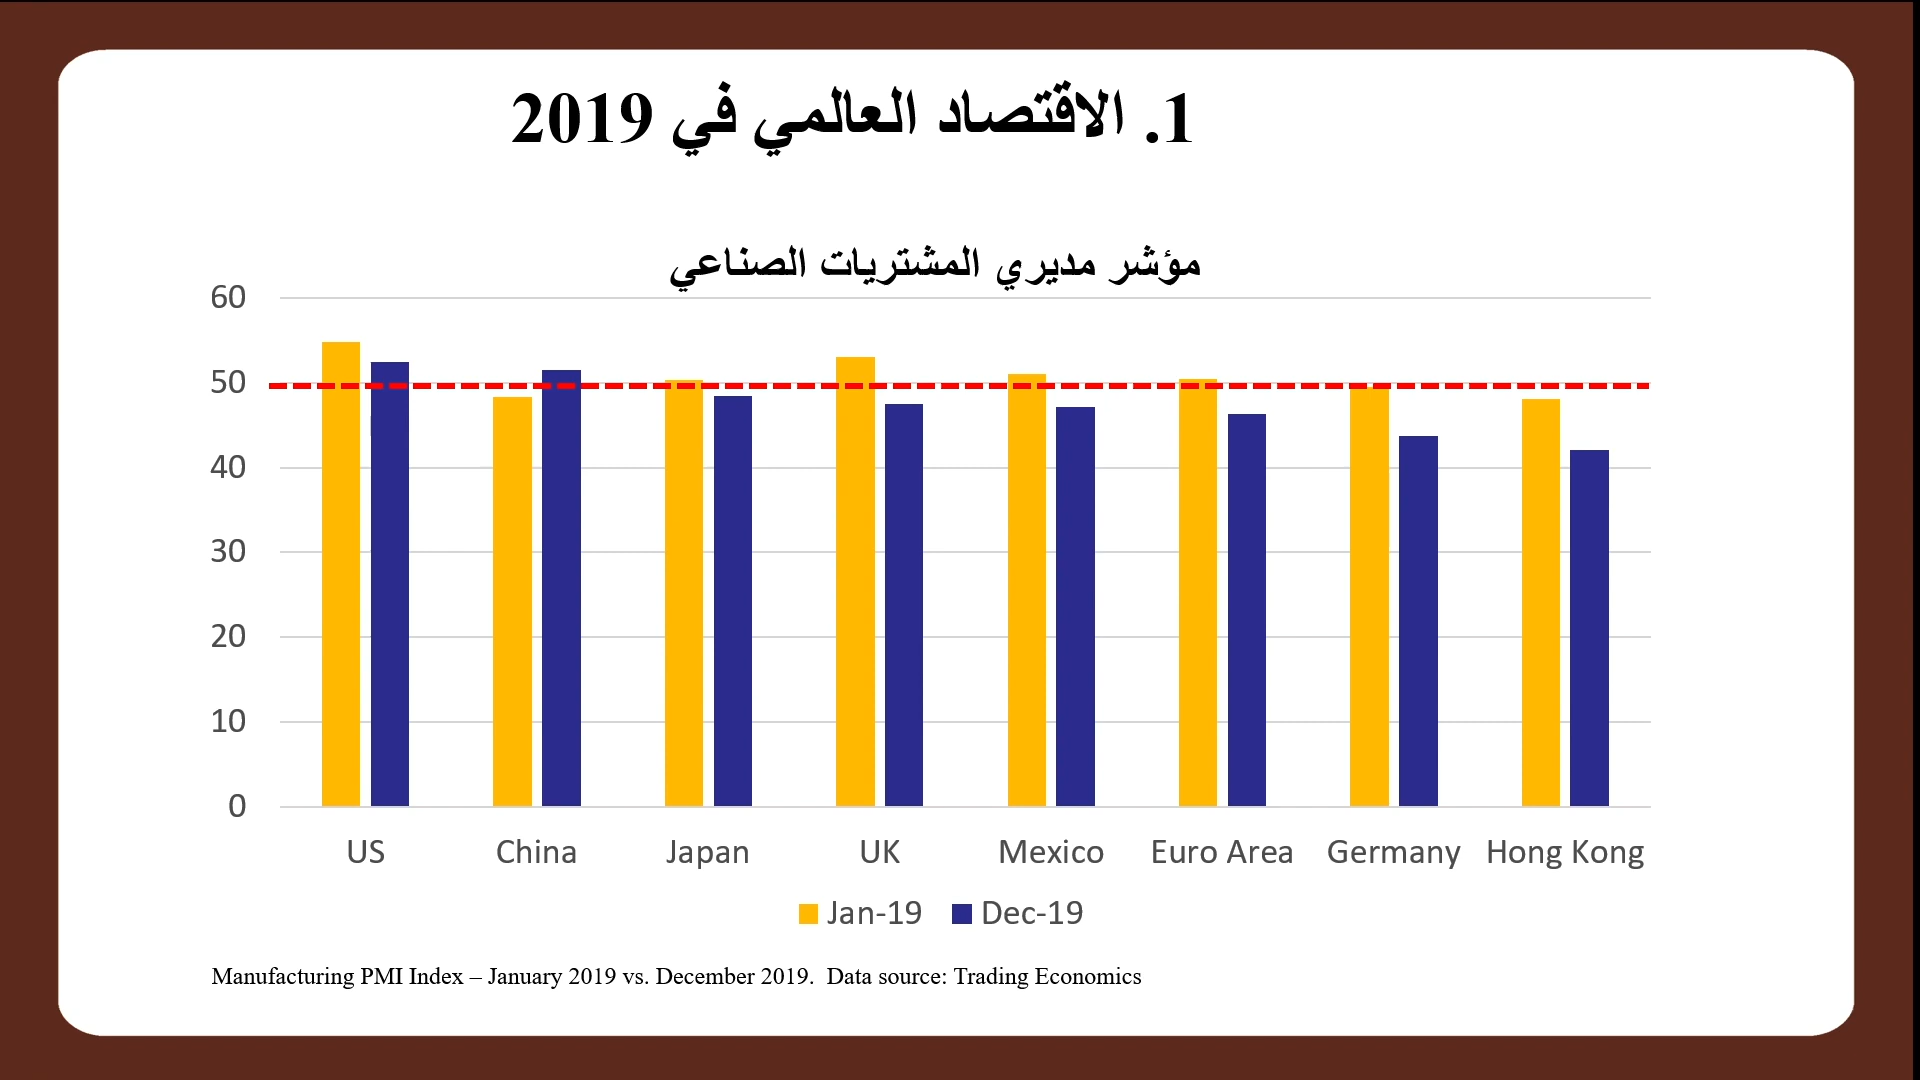 1. الاقتصاد العالمي في 2019
مؤشر مديري المشتريات الصناعي
60
50
40
30
20
10
0
US China Japan UK Mexico Euro Area Germany Hong Kong
Jan-19 Dec-19
Manufacturing PMI Index – January 2019 vs. December 2019. Data source: Trading Economics